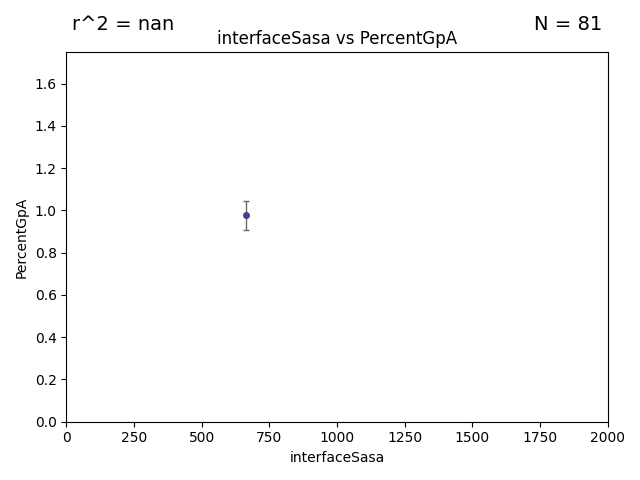 r^2 = nan
N = 81
interfaceSasa vs PercentGpA
PercentGpA
1.6
1.4
1.2
1.0
0.8
0.6
0.4
0.2
0.0
0 250 500 750 1000 1250 1500 1750 2000
interfaceSasa